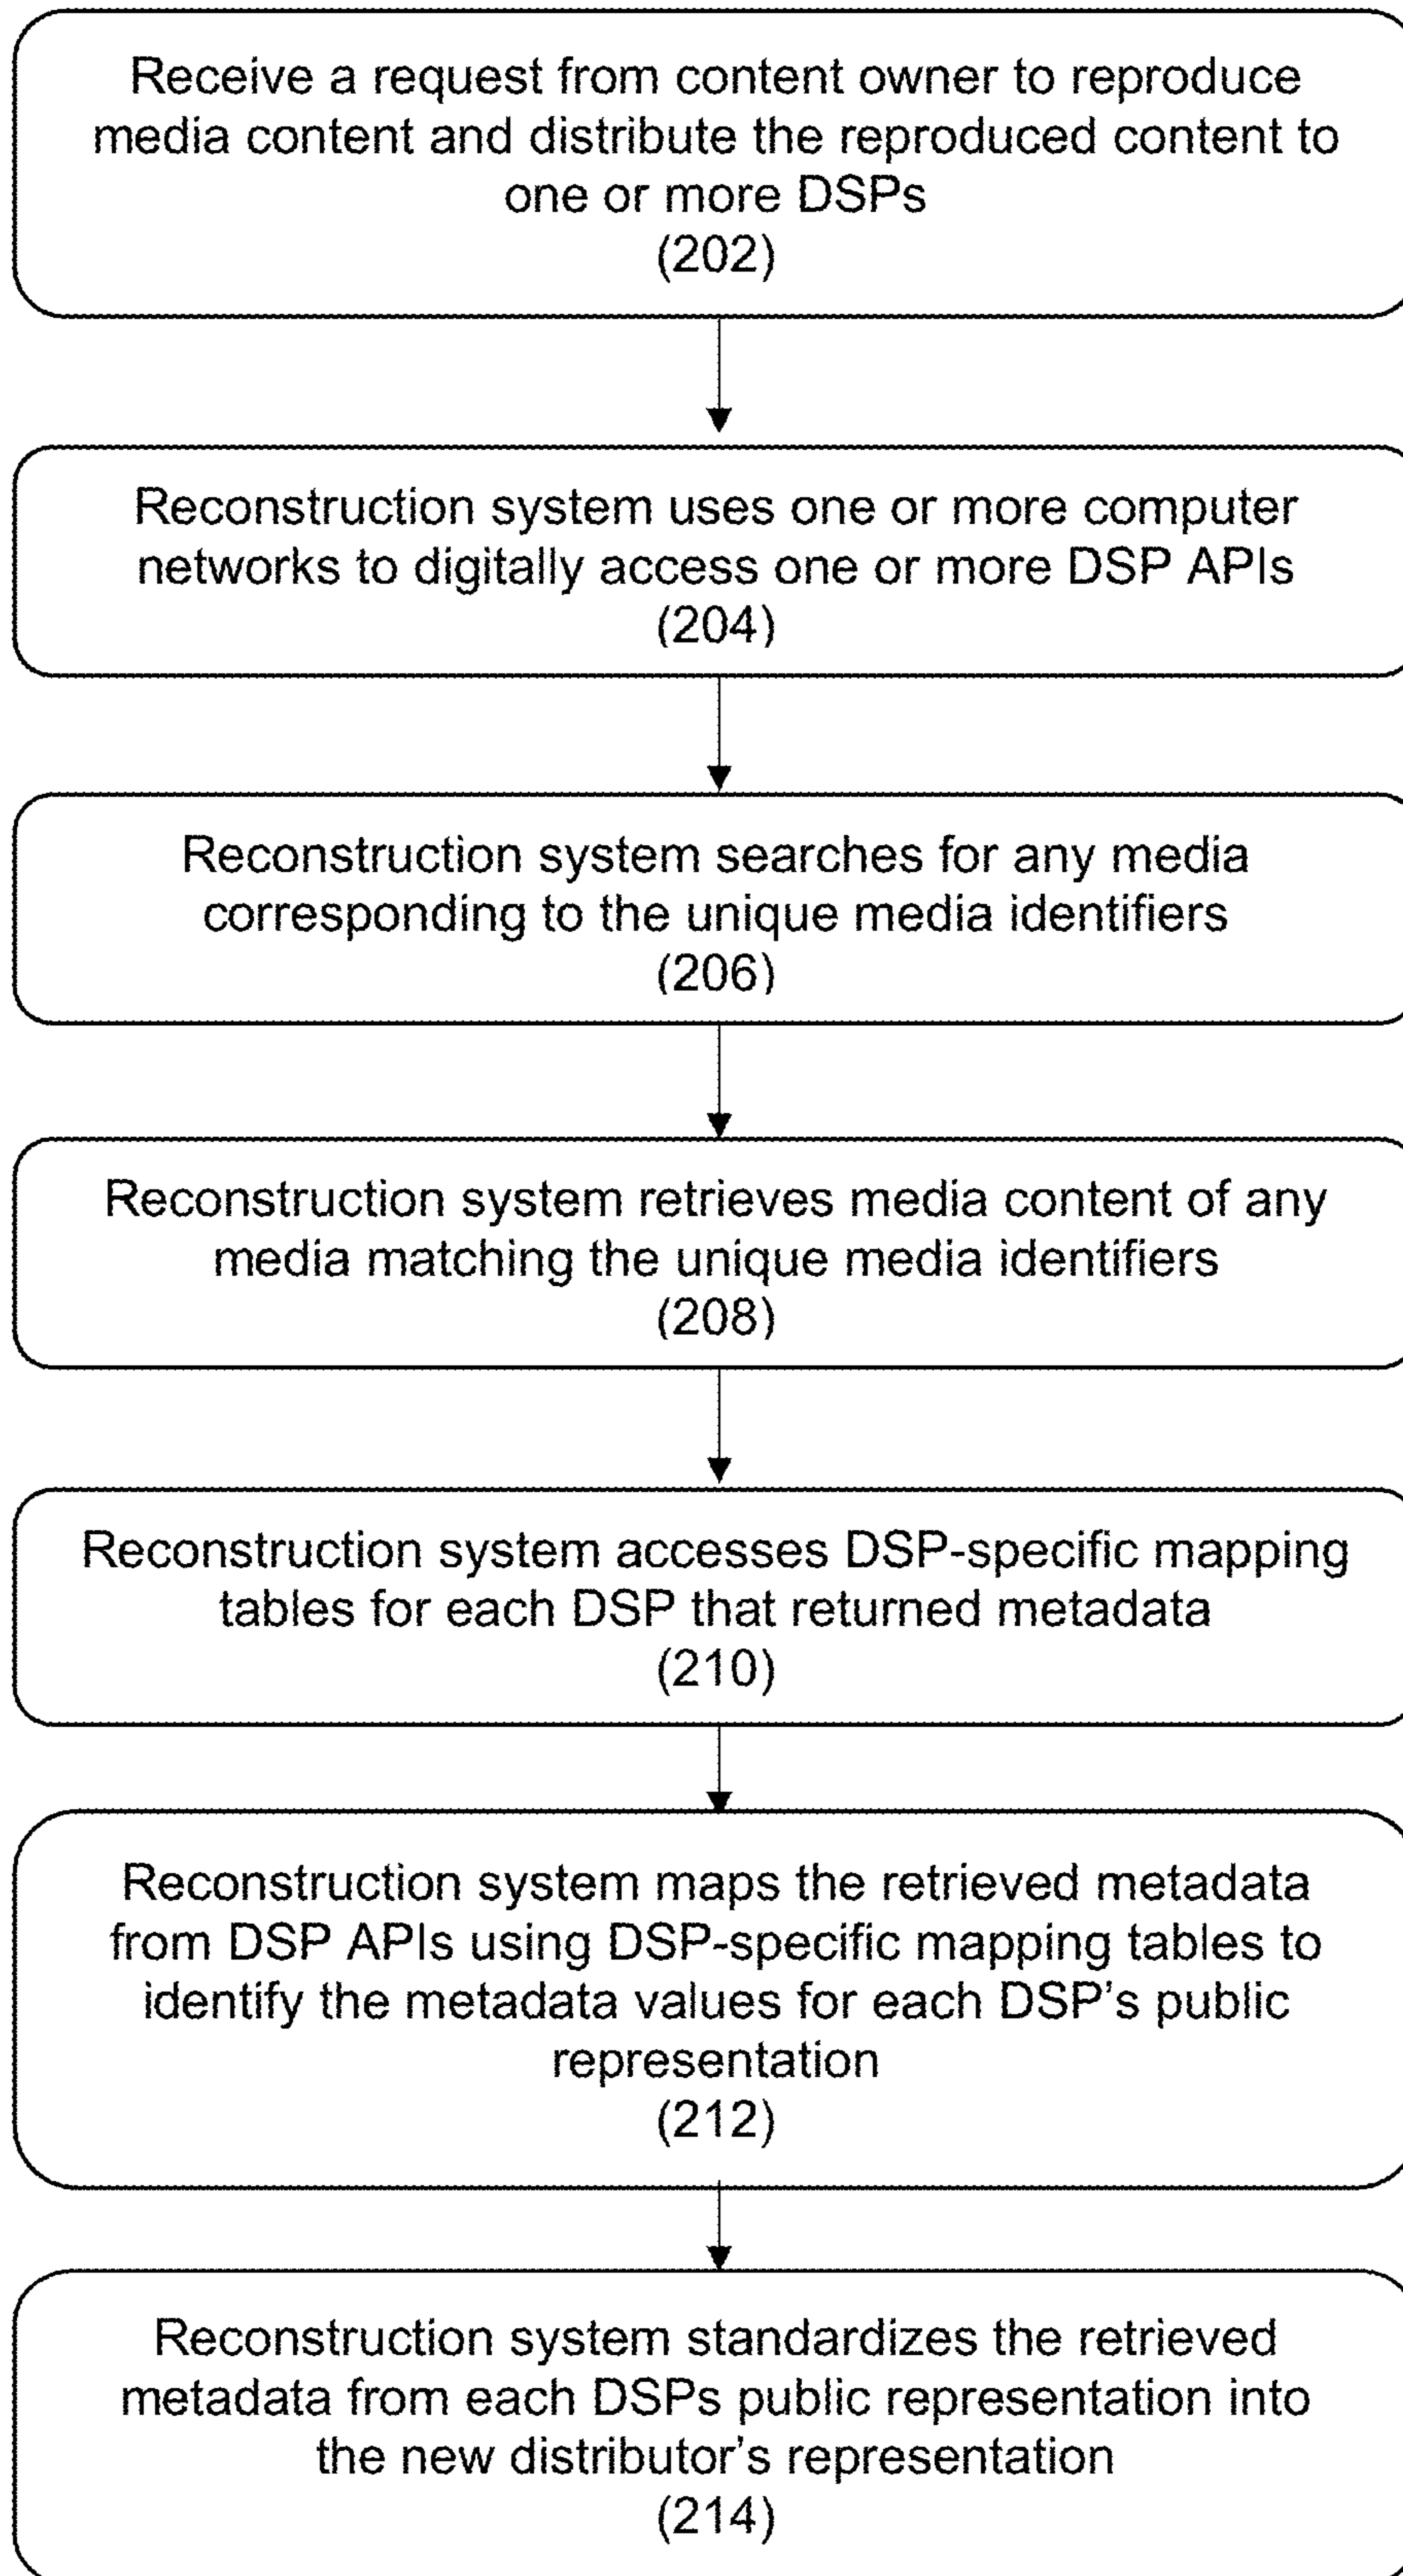 Receive a request from content owner to reproduce
media content and distribute the reproduced content to
one or more DSPs
(202)
Reconstruction system uses one or more computer
networks to digitally access one or more DSP APIs
(204)
Reconstruction system searches for any media
corresponding to the unique media identifiers
(206)
Reconstruction system retrieves media content of any
media matching the unique media identifiers
(208)
Reconstruction system accesses DSP-specific mapping
tables for each DSP that returned metadata
(210)
Reconstruction system maps the retrieved metadata
from DSP APIs using DSP-specific mapping tables to
identify the metadata values for each DSP’s public
representation
(212)
Reconstruction system standardizes the retrieved
metadata from each DSPs public representation into
the new distributor’s representation
(214)